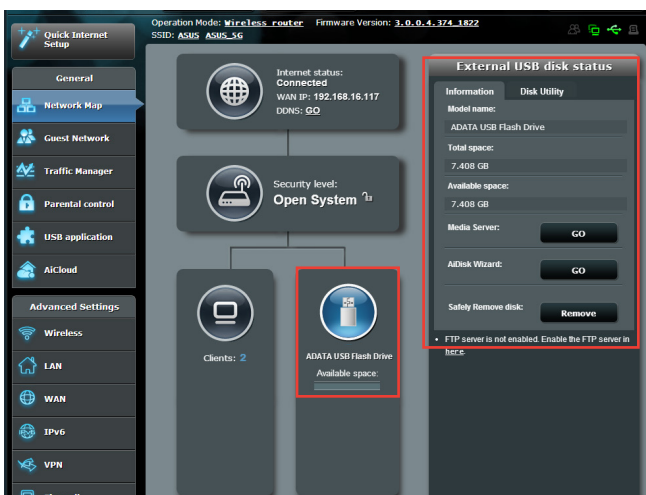 Operation Mode: Wireless router Firmware Version: 3.0.0.4.374_1822
SSID: ASUS ASUS_5G
Quick Internet
Setup
General
Network Map
Guest Network
Traffic Manager
Parental control
USB application
AiCloud
Advanced Settings
Wireless
LAN
WAN
IPv6
VPN
Internet status:
Connected
WAN IP: 192.168.16.117
DDNS: GO
Security level:
Open System
Clients: 2
ADATA USB Flash Drive
Available space:
External USB disk status
Information Disk Utility
Model name:
ADATA USB Flash Drive
Total space:
7.408 GB
Available space:
7.408 GB
Media Server: GO
AiDisk Wizard: GO
Safely Remove disk: Remove
• FTP server is not enabled. Enable the FTP server in
here.